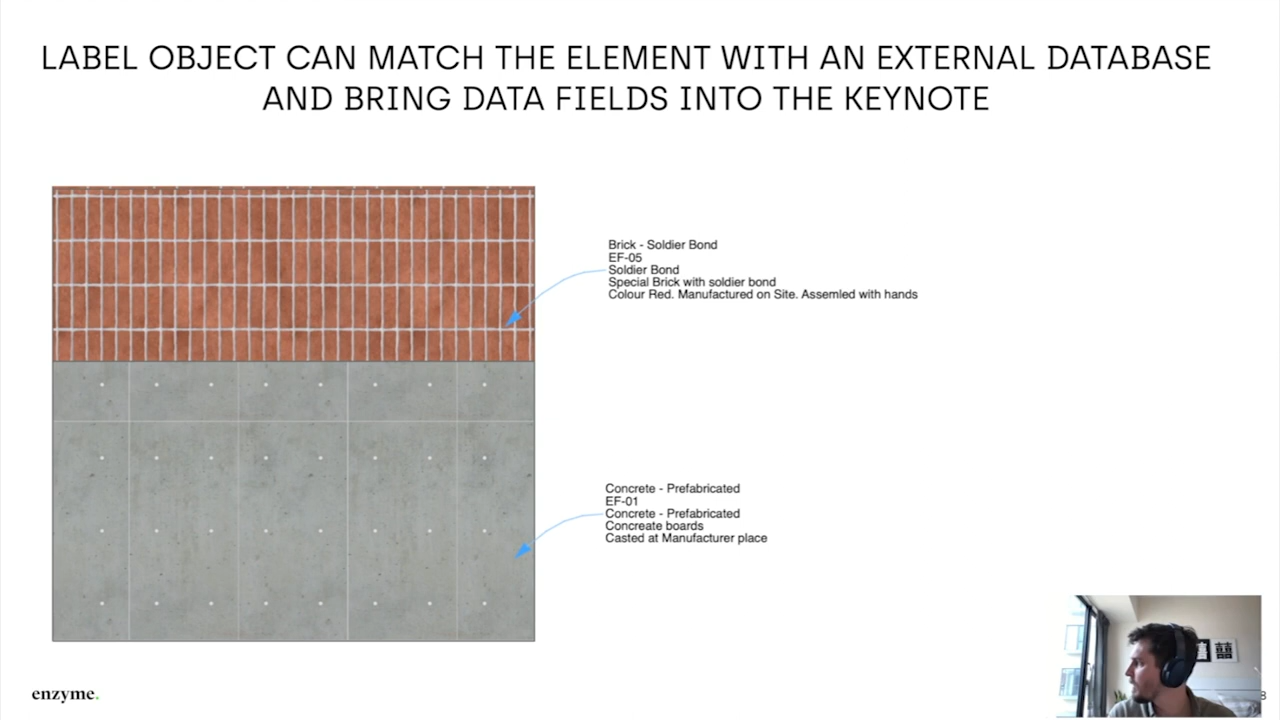 LABEL OBJECT CAN MATCH THE ELEMENT WITH AN EXTERNAL DATABASE
AND BRING DATA FIELDS INTO THE KEYNOTE
Brick - Soldier Bond
EF-05
Soldier Bond
Special Brick with soldier bond
Colour Red. Manufactured on Site. Assemled with hands
Concrete - Prefabricated
EF-01
Concrete - Prefabricated
Concreate boards
Casted at Manufacturer place
enzyme.